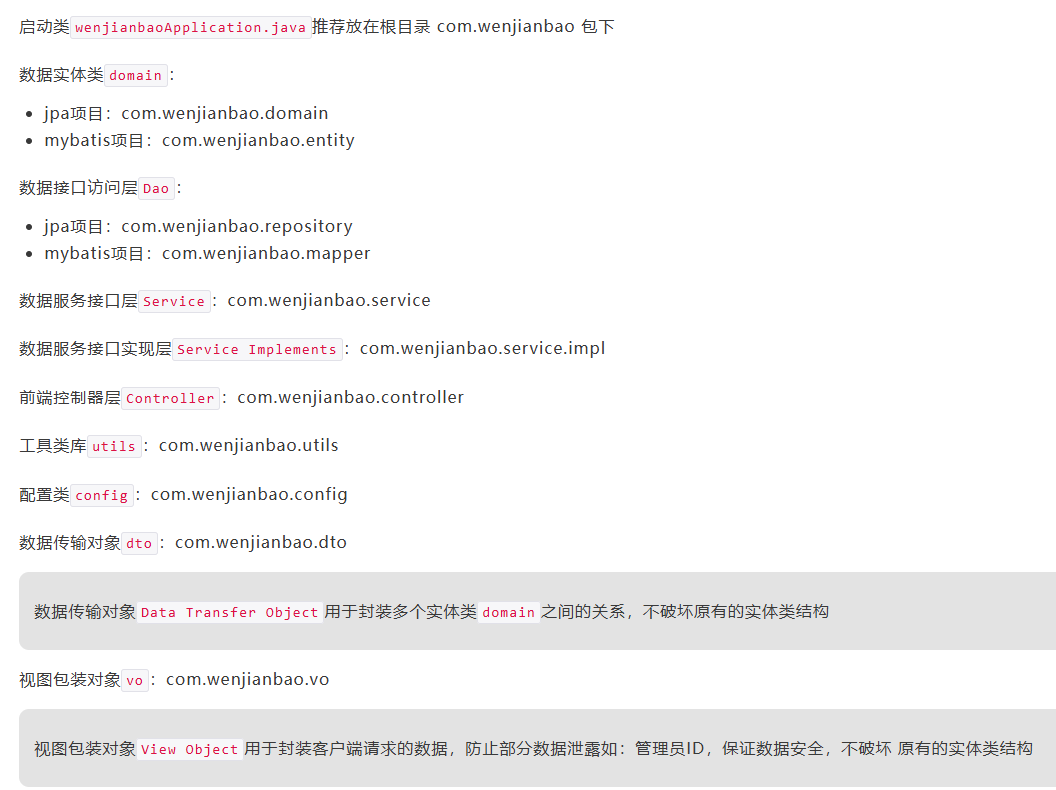 启动类wenjianbaoApplication.java推荐放在根目录 com.wenjianbao 包下
数据实体类domain：
jpa项目：com.wenjianbao.domain
mybatis项目：com.wenjianbao.entity
数据接口访问层Dao：
jpa项目：com.wenjianbao.repository
mybatis项目：com.wenjianbao.mapper
数据服务接口层Service：com.wenjianbao.service
数据服务接口实现层Service Implements：com.wenjianbao.service.impl
前端控制器层Controller：com.wenjianbao.controller
工具类库utils：com.wenjianbao.utils
配置类config：com.wenjianbao.config
数据传输对象dto：com.wenjianbao.dto
数据传输对象Data Transfer Object用于封装多个实体类domain之间的关系，不破坏原有的实体类结构
视图包装对象vo：com.wenjianbao.vo
视图包装对象View Object用于封装客户端请求的数据，防止部分数据泄露如：管理员ID，保证数据安全，不破坏 原有的实体类结构